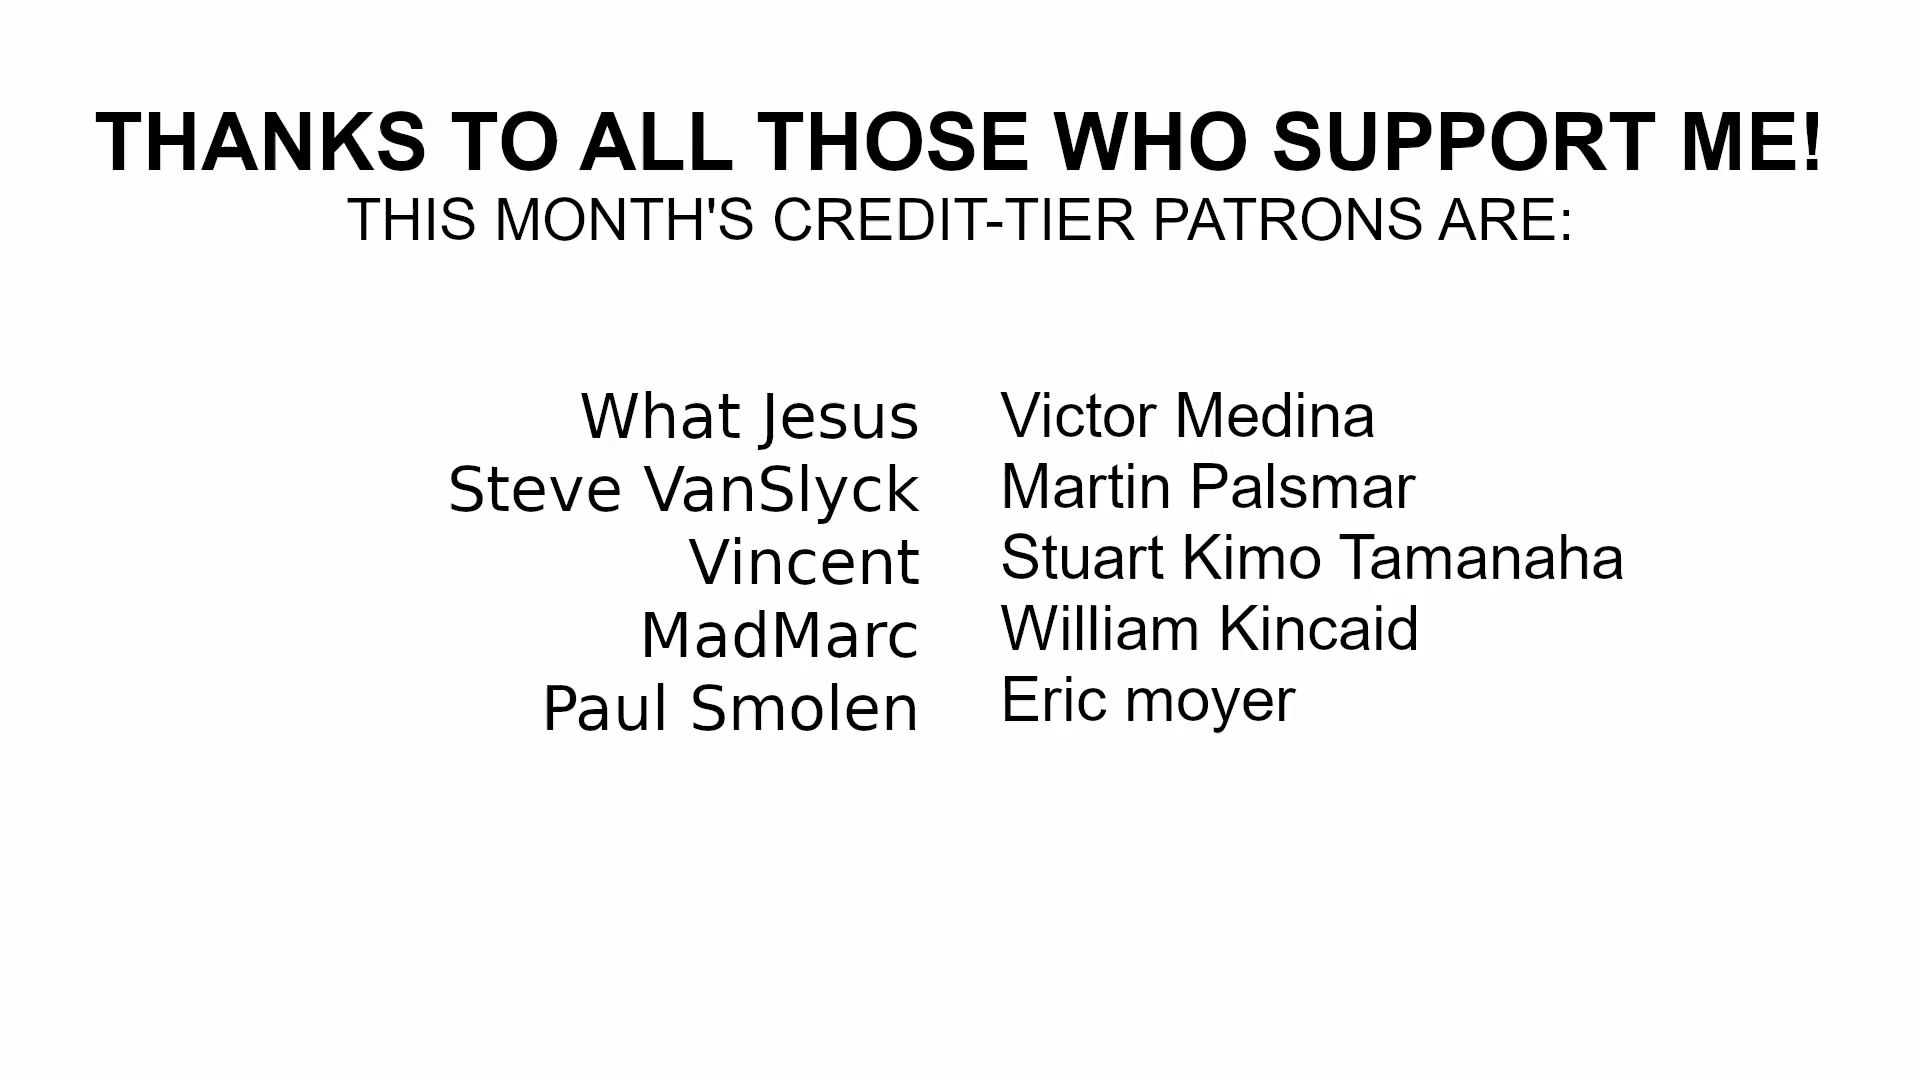 THANKS TO ALL THOSE WHO SUPPORT ME!
THIS MONTH'S CREDIT-TIER PATRONS ARE:
What Jesus
Steve VanSlyck
Vincent
MadMarc
Paul Smolen
Victor Medina
Martin Palsmar
Stuart Kimo Tamanaha
William Kincaid
Eric moyer